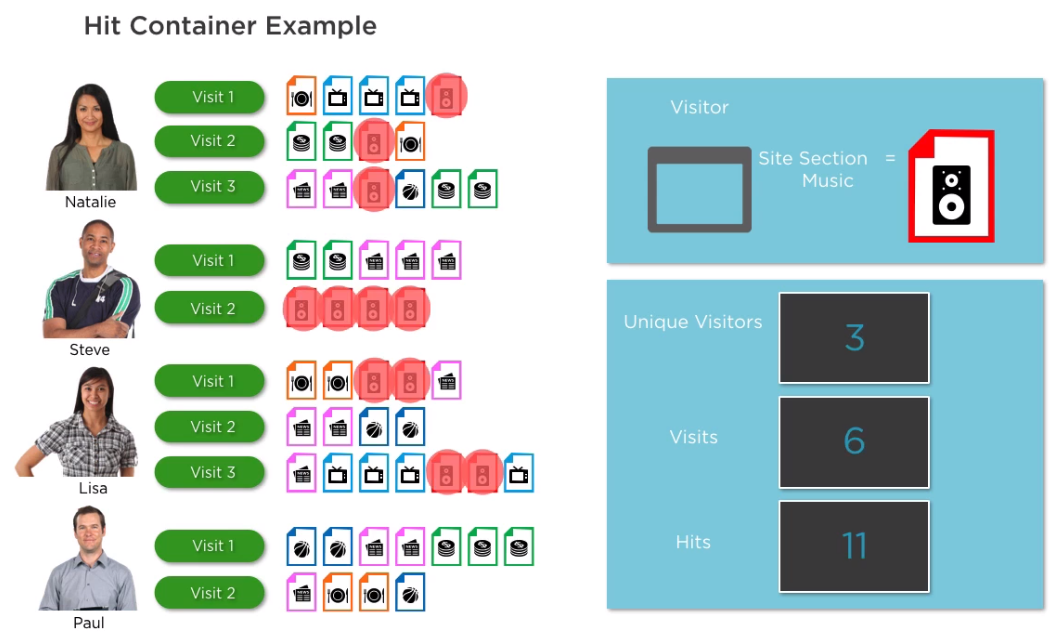 Hit Container Example
Visit 1
Visit 2
Visit 3
Natalie
Visit 1
Visit 2
Steve
Visit 1
Visit 2
Visit 3
Lisa
Visit 1
Visit 2
Paul
Visitor
Site Section =
Music
Unique Visitors
3
Visits
6
Hits
11